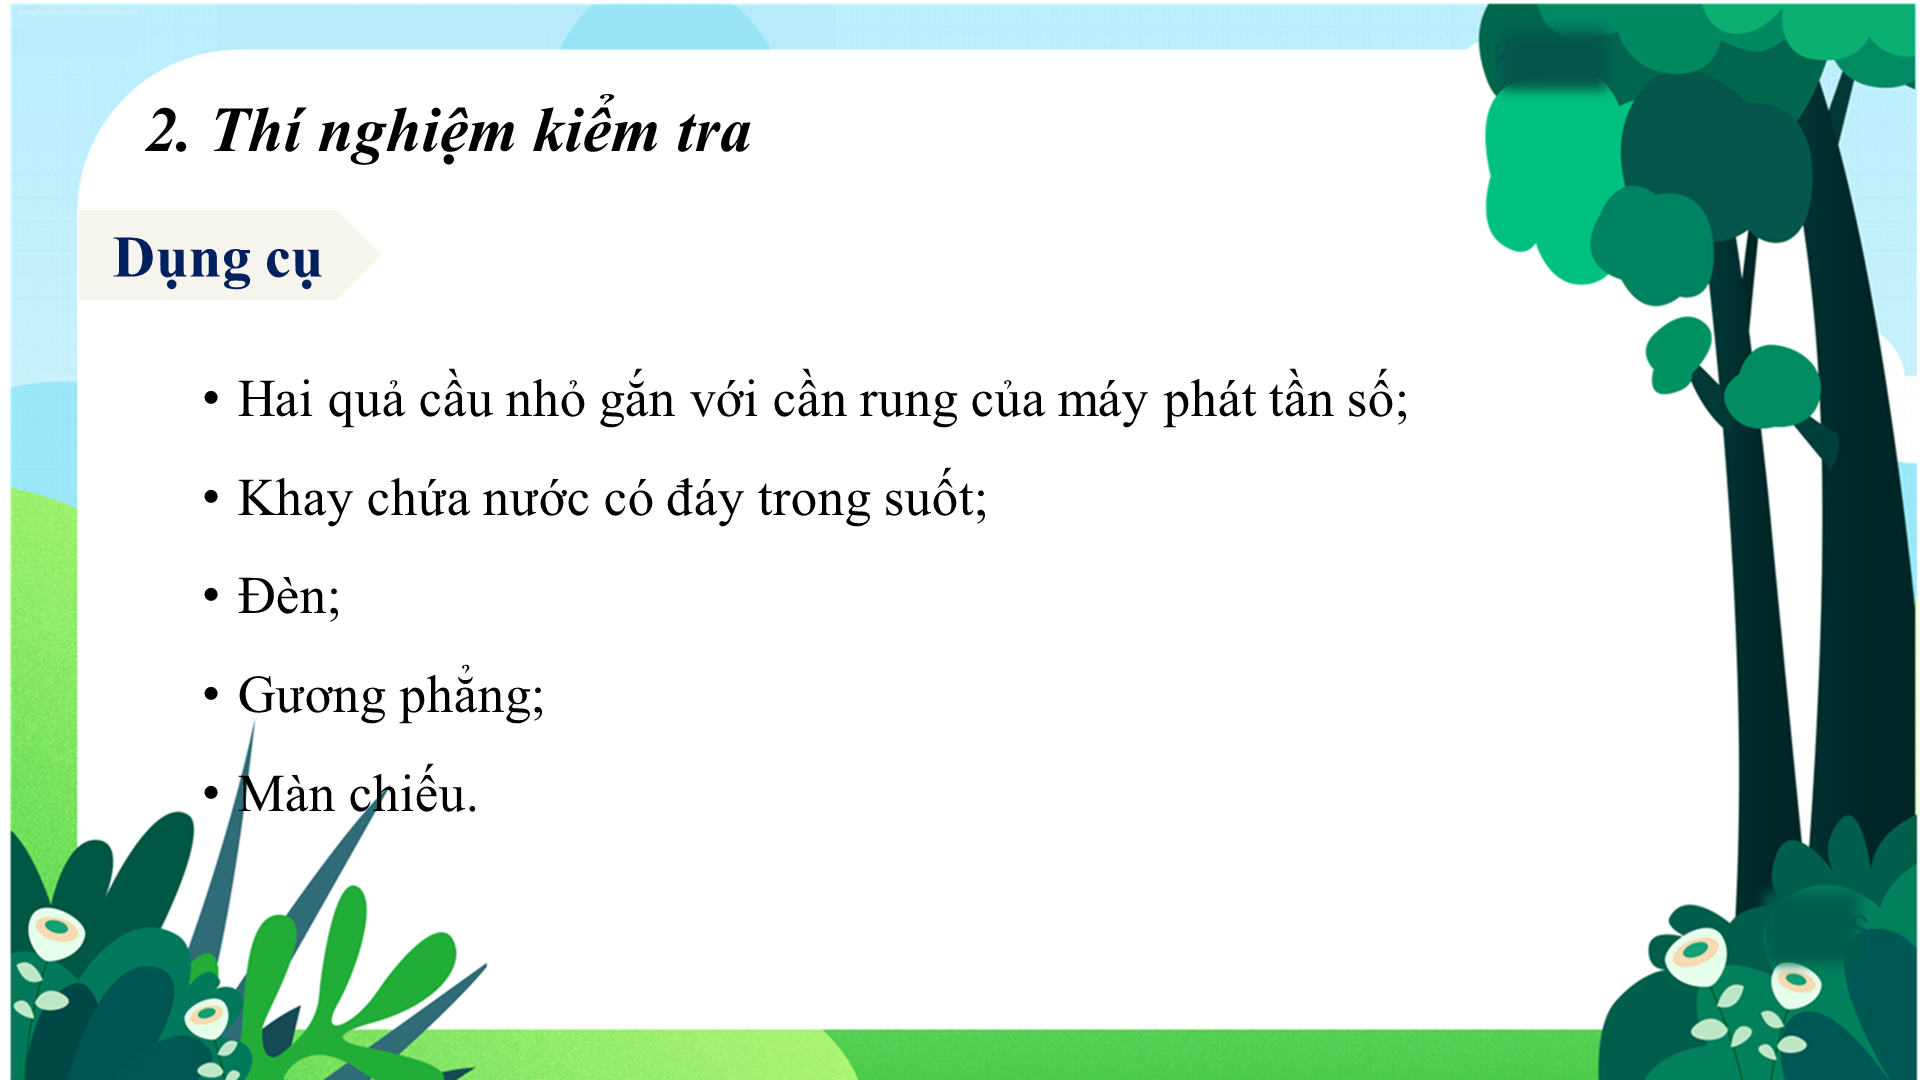 2. Thí nghiệm kiểm tra
Dụng cụ
• Hai quả cầu nhỏ gắn với cần rung của máy phát tần số;
• Khay chứa nước có đáy trong suốt;
• Đèn;
• Gương phẳng;
• Màn chiếu.